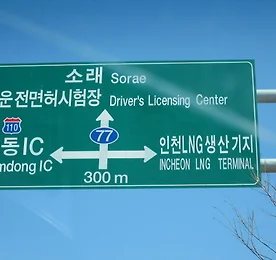 소래 Sorae
운전면허시험장 Driver's Licensing Center
110
77
동IC
ndong IC
인천LNG생산기지
INCHEON LNG TERMINAL
300m